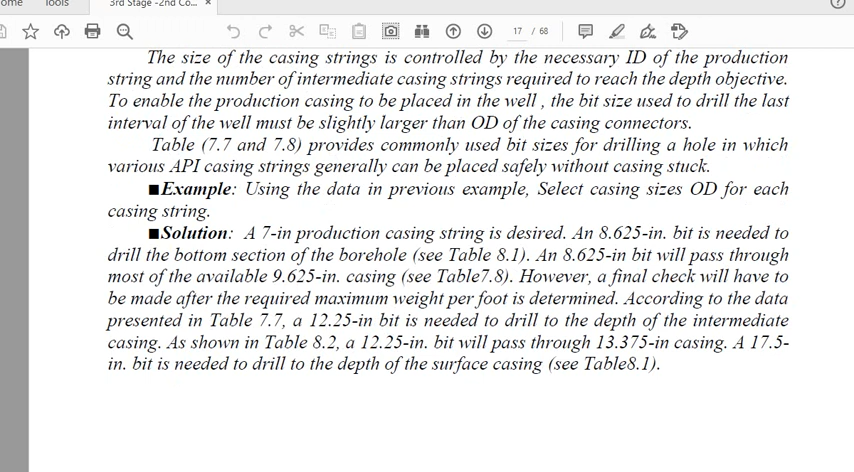 ome
Tools
3rd Stage -2nd Co...
×
17 / 68
The size of the casing strings is controlled by the necessary ID of the production
string and the number of intermediate casing strings required to reach the depth objective.
To enable the production casing to be placed in the well , the bit size used to drill the last
interval of the well must be slightly larger than OD of the casing connectors.
Table (7.7 and 7.8) provides commonly used bit sizes for drilling a hole in which
various API casing strings generally can be placed safely without casing stuck.
■Example: Using the data in previous example, Select casing sizes OD for each
casing string.
■Solution: A 7-in production casing string is desired. An 8.625-in. bit is needed to
drill the bottom section of the borehole (see Table 8.1). An 8.625-in bit will pass through
most of the available 9.625-in. casing (see Table7.8). However, a final check will have to
be made after the required maximum weight per foot is determined. According to the data
presented in Table 7.7, a 12.25-in bit is needed to drill to the depth of the intermediate
casing. As shown in Table 8.2, a 12.25-in. bit will pass through 13.375-in casing. A 17.5-
in. bit is needed to drill to the depth of the surface casing (see Table8.1).